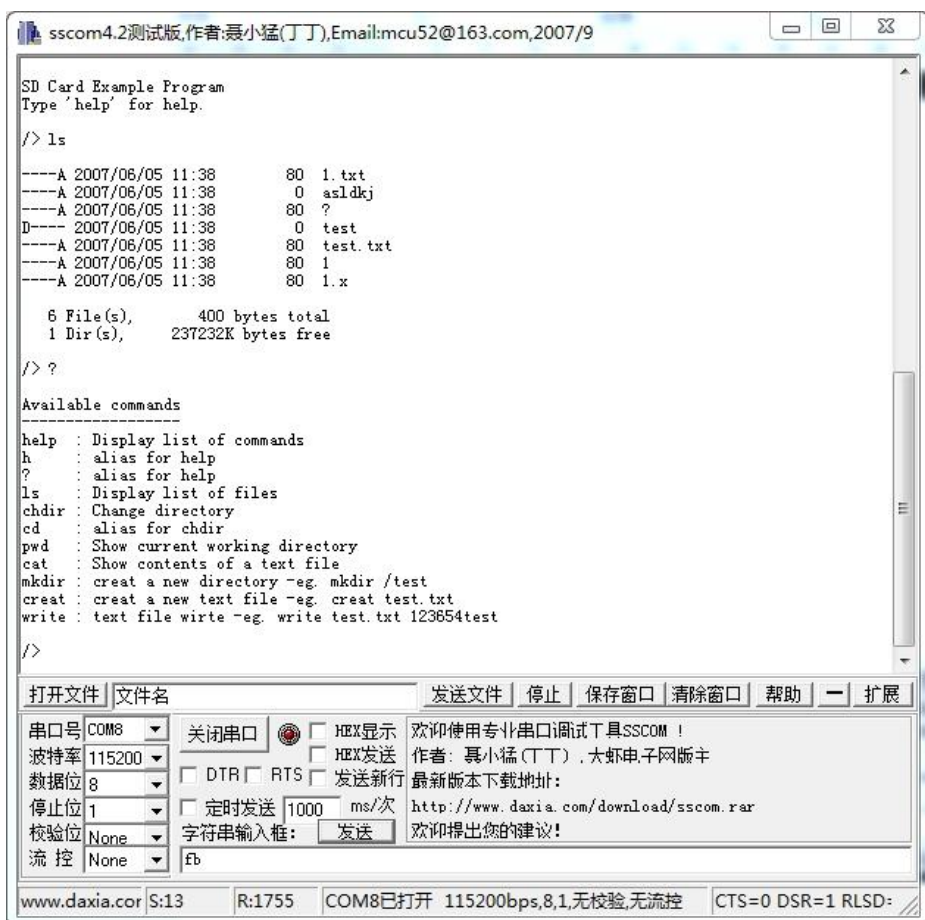 sscom4.2测试版,作者:聂小猛(丁丁),Email:mcu52@163.com,2007/9
SD Card Example Program
Type 'help' for help.
/> ls
----A 2007/06/05 11:38 80 1.txt
----A 2007/06/05 11:38 0 asldkj
----A 2007/06/05 11:38 80 ?
D---- 2007/06/05 11:38 0 test
----A 2007/06/05 11:38 80 test.txt
----A 2007/06/05 11:38 80 1
----A 2007/06/05 11:38 80 1.x
6 File(s), 400 bytes total
1 Dir(s), 237232K bytes free
/> ?
Available commands
------------------
help : Display list of commands
h : alias for help
? : alias for help
ls : Display list of files
chdir : Change directory
cd : alias for chdir
pwd : Show current working directory
cat : Show contents of a text file
mkdir : creat a new directory -eg. mkdir /test
creat : creat a new text file -eg. creat test.txt
write : text file wirte -eg. write test.txt 123654test
/>
打开文件 文件名 发送文件 停止 保存窗口 清除窗口 帮助 一 扩展
串口号 COM8 关闭串口 HEX显示 欢迎使用专业串口调试工具SSCOM !
波特率 115200 HEX发送 作者: 聂小猛(丁丁),大虾电子网版主
数据位 8 DTR RTS 发送新行 最新版本下载地址:
停止位 1 定时发送 1000 ms/次 http://www.daxia.com/download/sscom.rar
校验位 None 字符串输入框: 发送 欢迎提出您的建议!
流 控 None fb
www.daxia.cor S:13 R:1755 COM8已打开 115200bps,8,1,无校验,无流控 CTS=0 DSR=1 RLSD: